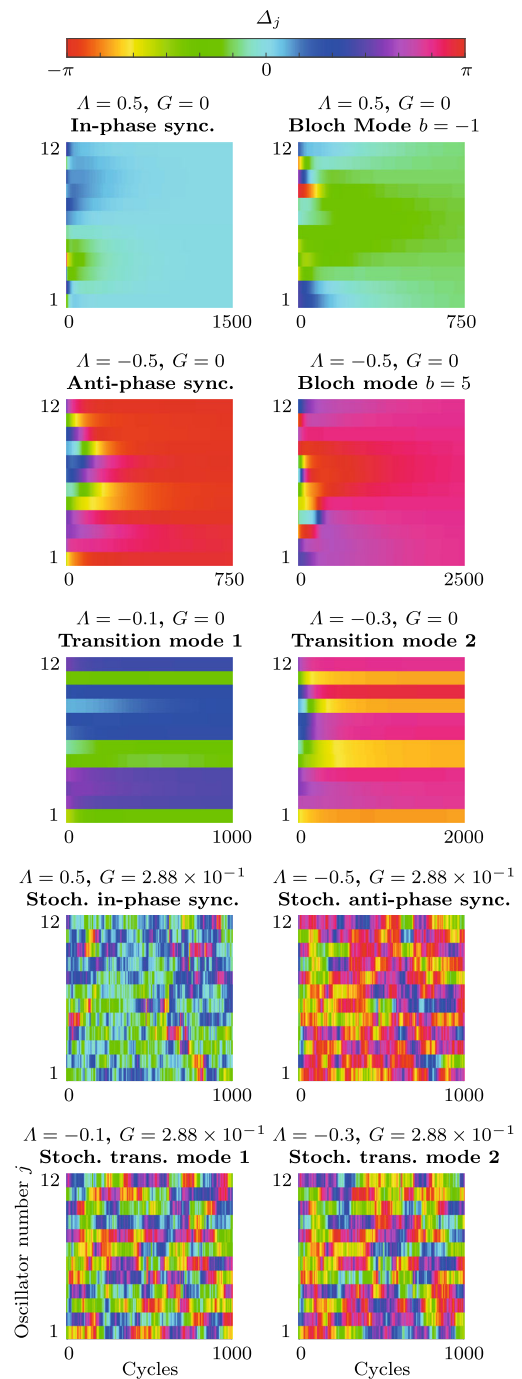 Δj
−π 0 π
Λ = 0.5, G = 0
In-phase sync.
12
1
0 1500
Λ = 0.5, G = 0
Bloch Mode b = −1
12
1
0 750
Λ = −0.5, G = 0
Anti-phase sync.
12
1
0 750
Λ = −0.5, G = 0
Bloch mode b = 5
12
1
0 2500
Λ = −0.1, G = 0
Transition mode 1
12
1
0 1000
Λ = −0.3, G = 0
Transition mode 2
12
1
0 2000
Λ = 0.5, G = 2.88 × 10−1
Stoch. in-phase sync.
12
1
0 1000
Λ = −0.5, G = 2.88 × 10−1
Stoch. anti-phase sync.
12
1
0 1000
Λ = −0.1, G = 2.88 × 10−1
Stoch. trans. mode 1
Oscillator number j
12
1
0 1000
Cycles
Λ = −0.3, G = 2.88 × 10−1
Stoch. trans. mode 2
12
1
0 1000
Cycles